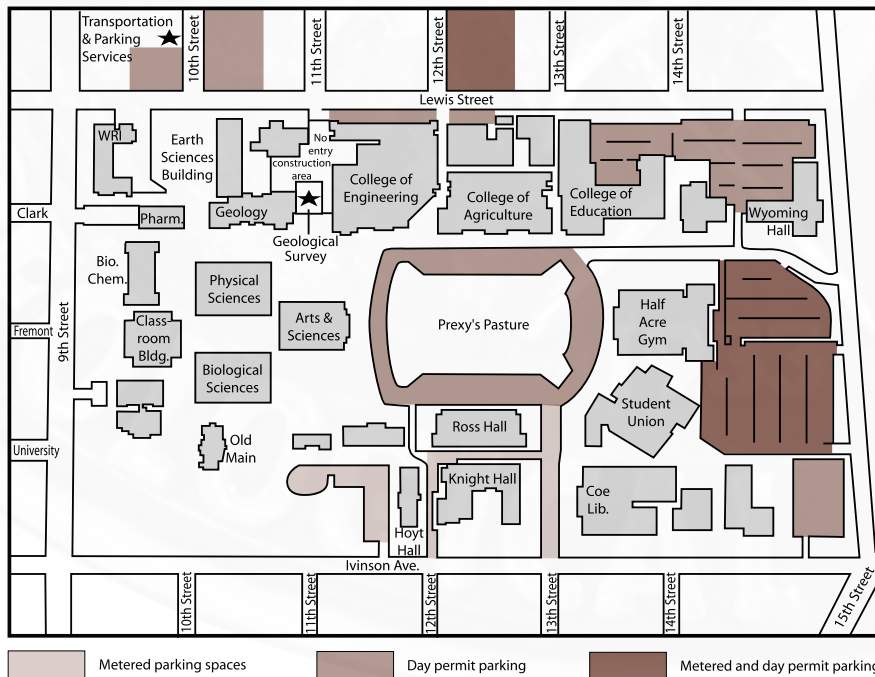 Transportation
& Parking
Services
10th Street
11th Street
12th Street
13th Street
14th Street
Lewis Street
WRI
Earth
Sciences
Building
No
entry
construction
area
College of
Engineering
College of
Agriculture
College of
Education
Wyoming
Hall
Clark
Pharm.
Geology
Geological
Survey
Bio.
Chem.
Physical
Sciences
Arts &
Sciences
Prexy's Pasture
Half
Acre
Gym
9th Street
Fremont
Class-
room
Bldg.
Biological
Sciences
Student
Union
University
Old
Main
Ross Hall
Knight Hall
Coe
Lib.
Hoyt
Hall
Ivinson Ave.
10th Street
11th Street
12th Street
13th Street
14th Street
15th Street
Metered parking spaces
Day permit parking
Metered and day permit parking